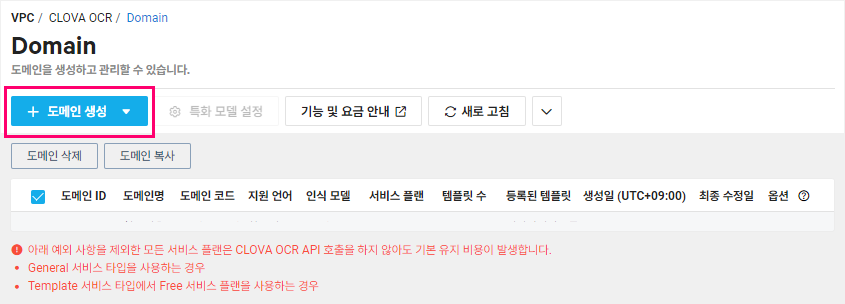 VPC / CLOVA OCR / Domain
Domain
도메인을 생성하고 관리할 수 있습니다.
+ 도메인 생성 특화 모델 설정 기능 및 요금 안내 새로 고침
도메인 삭제 도메인 복사
도메인 ID 도메인명 도메인 코드 지원 언어 인식 모델 서비스 플랜 템플릿 수 등록된 템플릿 생성일 (UTC+09:00) 최종 수정일 옵션 ?
! 아래 예외 사항을 제외한 모든 서비스 플랜은 CLOVA OCR API 호출을 하지 않아도 기본 유지 비용이 발생합니다.
• General 서비스 타입을 사용하는 경우
• Template 서비스 타입에서 Free 서비스 플랜을 사용하는 경우